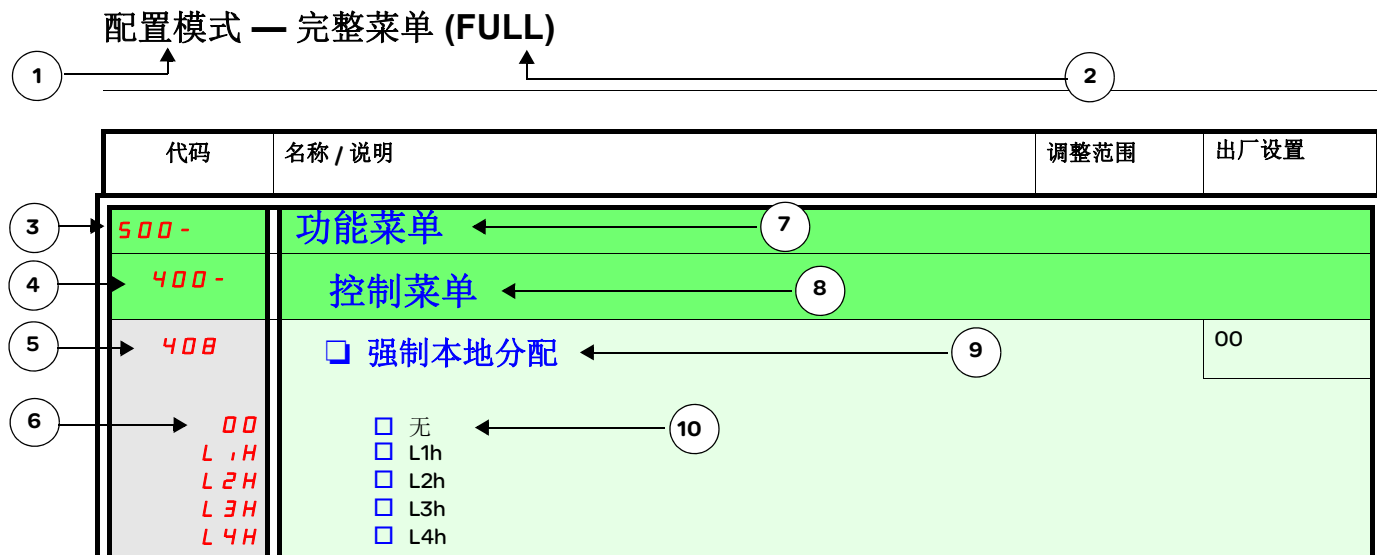 配置模式 — 完整菜单 (FULL)
1
2
代码 名称 / 说明 调整范围 出厂设置
3 500- 功能菜单 7
4 400- 控制菜单 8
5 408 ❏ 强制本地分配 9 00
6 00 □ 无 10
L1H □ L1h
L2H □ L2h
L3H □ L3h
L4H □ L4h